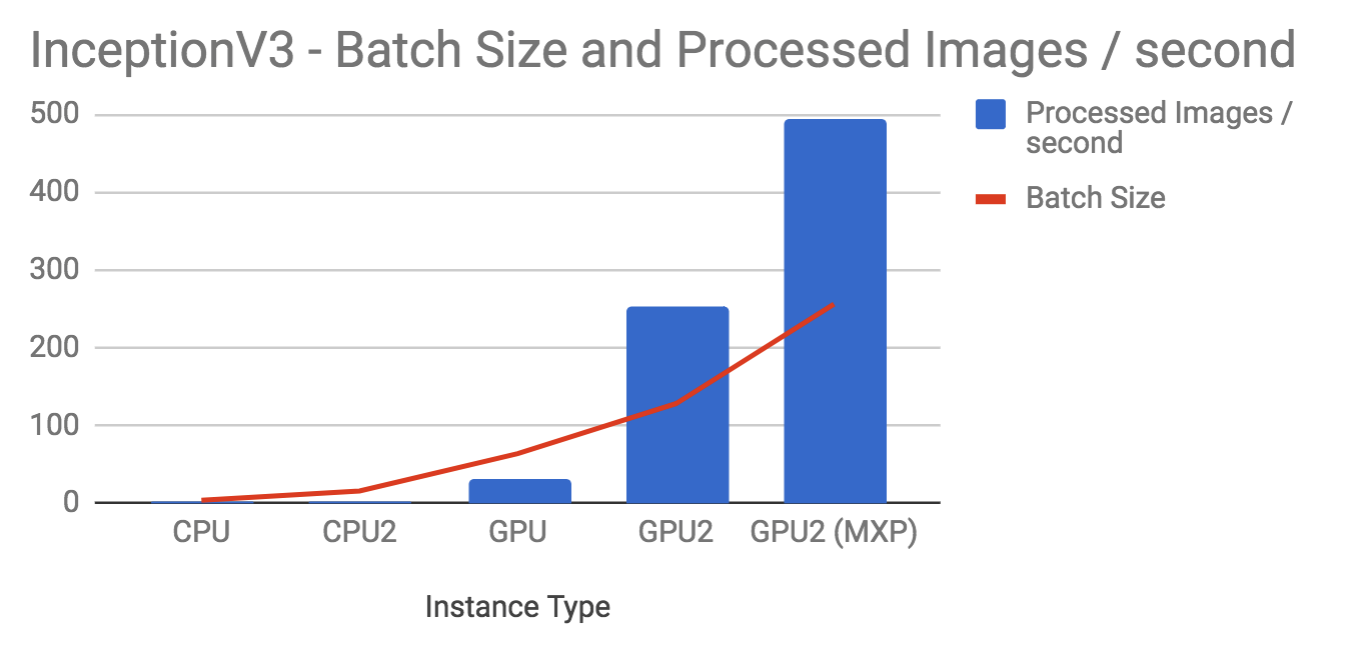 InceptionV3 - Batch Size and Processed Images / second
500
400
300
200
100
0
Processed Images /
second
Batch Size
CPU CPU2 GPU GPU2 GPU2 (MXP)
Instance Type